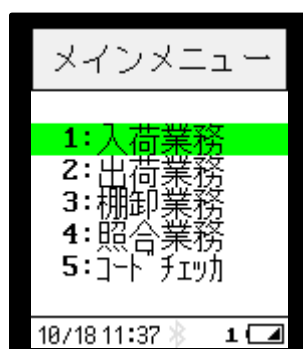 メインメニュー
1:入荷業務
2:出荷業務
3:棚卸業務
4:照合業務
5:ｺｰﾄﾞﾁｪｯｶ
10/18 11:37 1